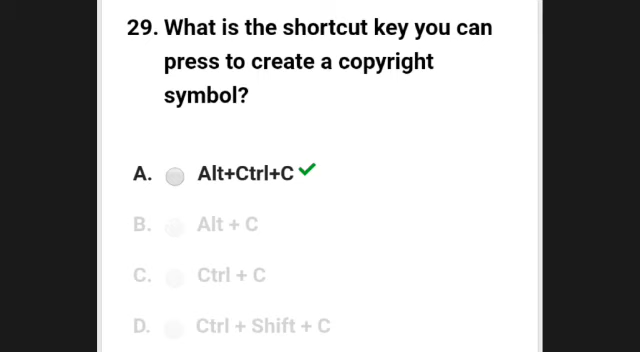 29. What is the shortcut key you can
press to create a copyright
symbol?
A. Alt+Ctrl+C
B. Alt + C
C. Ctrl + C
D. Ctrl + Shift + C